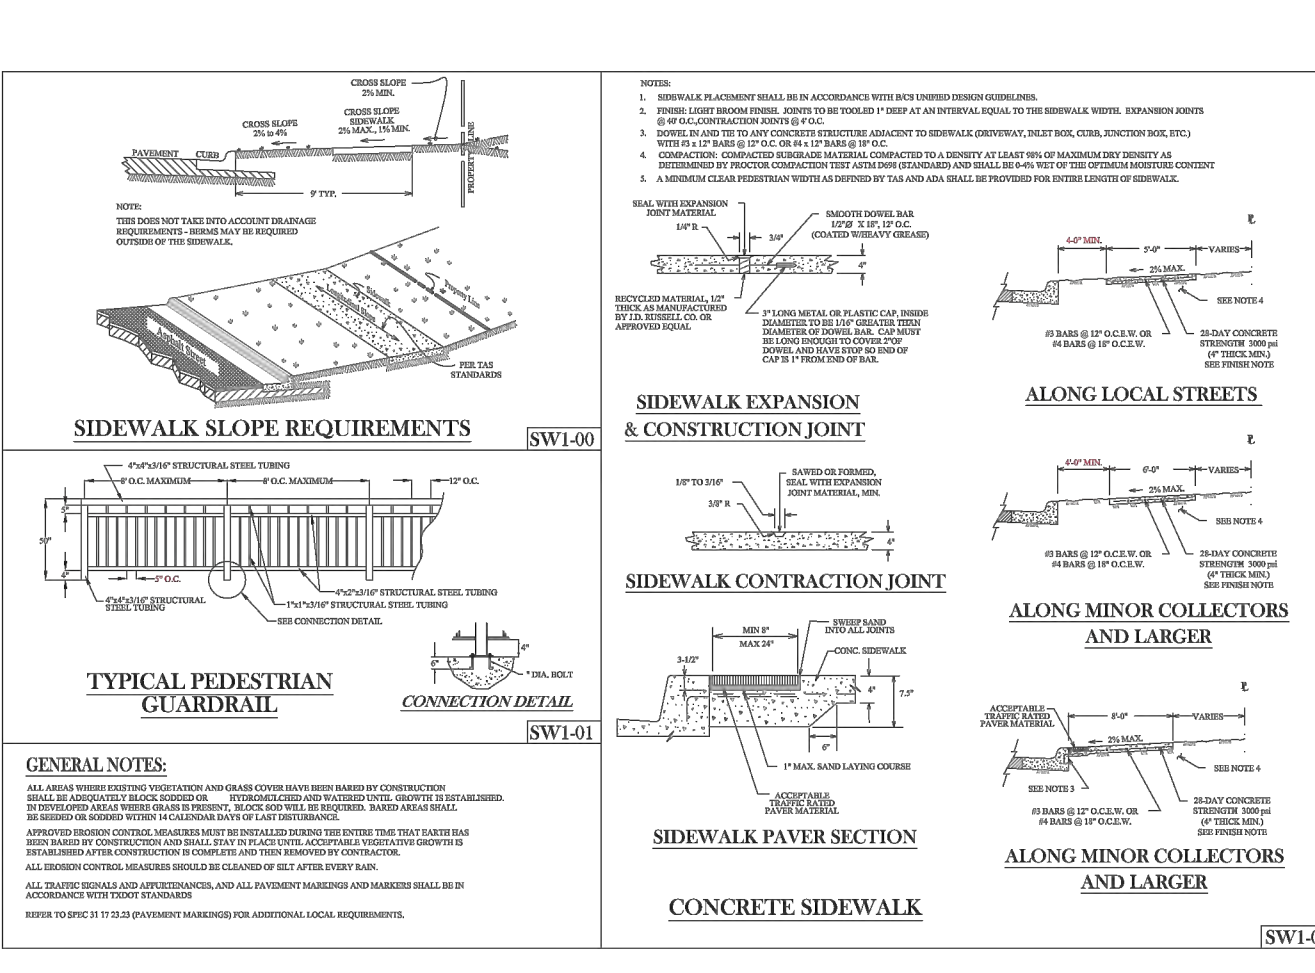 CROSS SLOPE
2% MIN.
CROSS SLOPE
SIDEWALK
2% MAX., 1% MIN.
CROSS SLOPE
2% to 4%
PAVEMENT
CURB
PROPERTY LINE
9' TYP.
NOTE:
THIS DOES NOT TAKE INTO ACCOUNT DRAINAGE
REQUIREMENTS - BERMS MAY BE REQUIRED
OUTSIDE OF THE SIDEWALK.
Asphalt Street
Longitudinal Slope
Sidewalk
Property Line
PER TAS
STANDARDS
SIDEWALK SLOPE REQUIREMENTS
SW1-00
4"x4"x3/16" STRUCTURAL STEEL TUBING
8' O.C. MAXIMUM
8' O.C. MAXIMUM
12" O.C.
5"
50"
4"
5" O.C.
4"x4"x3/16" STRUCTURAL
STEEL TUBING
4"x2"x3/16" STRUCTURAL STEEL TUBING
1"x1"x3/16" STRUCTURAL STEEL TUBING
SEE CONNECTION DETAIL
4"
6"
" DIA. BOLT
TYPICAL PEDESTRIAN
GUARDRAIL
CONNECTION DETAIL
SW1-01
GENERAL NOTES:
ALL AREAS WHERE EXISTING VEGETATION AND GRASS COVER HAVE BEEN BARED BY CONSTRUCTION
SHALL BE ADEQUATELY BLOCK SODDED OR HYDROMULCHED AND WATERED UNTIL GROWTH IS ESTABLISHED.
IN DEVELOPED AREAS WHERE GRASS IS PRESENT, BLOCK SOD WILL BE REQUIRED. BARED AREAS SHALL
BE SEEDED OR SODDED WITHIN 14 CALENDAR DAYS OF LAST DISTURBANCE.
APPROVED EROSION CONTROL MEASURES MUST BE INSTALLED DURING THE ENTIRE TIME THAT EARTH HAS
BEEN BARED BY CONSTRUCTION AND SHALL STAY IN PLACE UNTIL ACCEPTABLE VEGETATIVE GROWTH IS
ESTABLISHED AFTER CONSTRUCTION IS COMPLETE AND THEN REMOVED BY CONTRACTOR.
ALL EROSION CONTROL MEASURES SHOULD BE CLEANED OF SILT AFTER EVERY RAIN.
ALL TRAFFIC SIGNALS AND APPURTENANCES, AND ALL PAVEMENT MARKINGS AND MARKERS SHALL BE IN
ACCORDANCE WITH TXDOT STANDARDS
REFER TO SPEC 31 17 23.23 (PAVEMENT MARKINGS) FOR ADDITIONAL LOCAL REQUIREMENTS.
NOTES:
1. SIDEWALK PLACEMENT SHALL BE IN ACCORDANCE WITH B/CS UNIFIED DESIGN GUIDELINES.
2. FINISH: LIGHT BROOM FINISH. JOINTS TO BE TOOLED 1" DEEP AT AN INTERVAL EQUAL TO THE SIDEWALK WIDTH. EXPANSION JOINTS
@ 40' O.C.,CONTRACTION JOINTS @ 4' O.C.
3. DOWEL IN AND TIE TO ANY CONCRETE STRUCTURE ADJACENT TO SIDEWALK (DRIVEWAY, INLET BOX, CURB, JUNCTION BOX, ETC.)
WITH #3 x 12" BARS @ 12" O.C. OR #4 x 12" BARS @ 18" O.C.
4. COMPACTION: COMPACTED SUBGRADE MATERIAL COMPACTED TO A DENSITY AT LEAST 98% OF MAXIMUM DRY DENSITY AS
DETERMINED BY PROCTOR COMPACTION TEST ASTM D698 (STANDARD) AND SHALL BE 0-4% WET OF THE OPTIMUM MOISTURE CONTENT
5. A MINIMUM CLEAR PEDESTRIAN WIDTH AS DEFINED BY TAS AND ADA SHALL BE PROVIDED FOR ENTIRE LENGTH OF SIDEWALK.
SEAL WITH EXPANSION
JOINT MATERIAL
1/4" R
3/4"
SMOOTH DOWEL BAR
1/2"Ø X 18", 12" O.C.
(COATED W/HEAVY GREASE)
4"
RECYCLED MATERIAL, 1/2"
THICK AS MANUFACTURED
BY J.D. RUSSELL CO. OR
APPROVED EQUAL
3" LONG METAL OR PLASTIC CAP, INSIDE
DIAMETER TO BE 1/16" GREATER THAN
DIAMETER OF DOWEL BAR. CAP MUST
BE LONG ENOUGH TO COVER 2"OF
DOWEL AND HAVE STOP SO END OF
CAP IS 1" FROM END OF BAR.
SIDEWALK EXPANSION
& CONSTRUCTION JOINT
1/8" TO 3/16"
3/8" R
SAWED OR FORMED,
SEAL WITH EXPANSION
JOINT MATERIAL, MIN.
4"
SIDEWALK CONTRACTION JOINT
MIN 8"
MAX 24"
SWEEP SAND
INTO ALL JOINTS
3-1/2"
CONC. SIDEWALK
4"
7.5"
6"
1" MAX. SAND LAYING COURSE
ACCEPTABLE
TRAFFIC RATED
PAVER MATERIAL
SIDEWALK PAVER SECTION
CONCRETE SIDEWALK
4-0" MIN.
5'-0"
VARIES
2% MAX.
SEE NOTE 4
#3 BARS @ 12" O.C.E.W. OR
#4 BARS @ 18" O.C.E.W.
28-DAY CONCRETE
STRENGTH 3000 psi
(4" THICK MIN.)
SEE FINISH NOTE
ALONG LOCAL STREETS
4'-0" MIN.
6'-0"
VARIES
2% MAX.
SEE NOTE 4
#3 BARS @ 12" O.C.E.W. OR
#4 BARS @ 18" O.C.E.W.
28-DAY CONCRETE
STRENGTH 3000 psi
(4" THICK MIN.)
SEE FINISH NOTE
ALONG MINOR COLLECTORS
AND LARGER
ACCEPTABLE
TRAFFIC RATED
PAVER MATERIAL
8'-0"
VARIES
2% MAX.
SEE NOTE 4
SEE NOTE 3
#3 BARS @ 12" O.C.E.W. OR
#4 BARS @ 18" O.C.E.W.
28-DAY CONCRETE
STRENGTH 3000 psi
(4" THICK MIN.)
SEE FINISH NOTE
ALONG MINOR COLLECTORS
AND LARGER